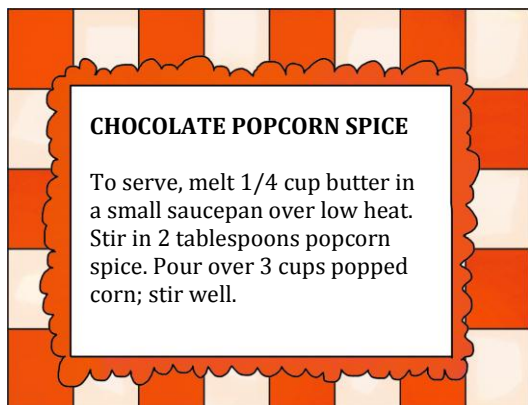 CHOCOLATE POPCORN SPICE
To serve, melt 1/4 cup butter in
a small saucepan over low heat.
Stir in 2 tablespoons popcorn
spice. Pour over 3 cups popped
corn; stir well.